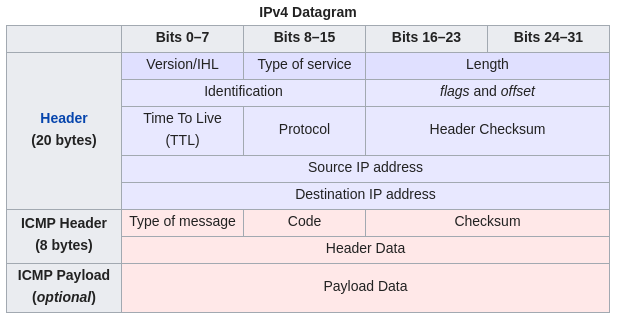 IPv4 Datagram
Bits 0–7 Bits 8–15 Bits 16–23 Bits 24–31
Header
(20 bytes)
Version/IHL Type of service Length
Identification flags and offset
Time To Live
(TTL)
Protocol Header Checksum
Source IP address
Destination IP address
ICMP Header
(8 bytes)
Type of message Code Checksum
Header Data
ICMP Payload
(optional)
Payload Data